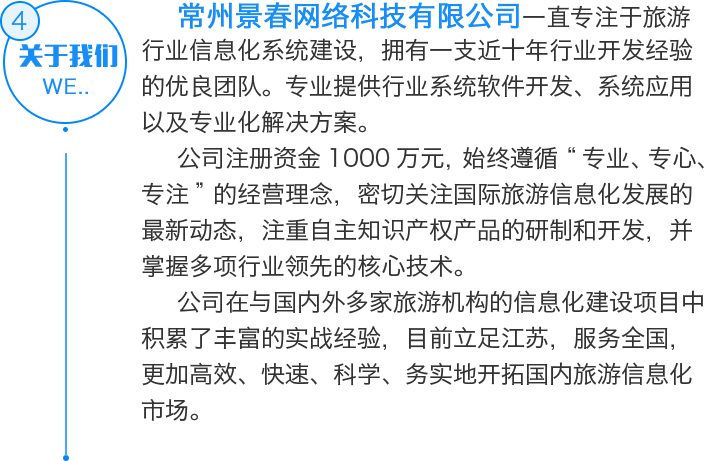 4
关于我们
WE..
常州景春网络科技有限公司一直专注于旅游
行业信息化系统建设，拥有一支近十年行业开发经验
的优良团队。专业提供行业系统软件开发、系统应用
以及专业化解决方案。
公司注册资金 1000 万元, 始终遵循 “ 专业、专心、
专注 ” 的经营理念，密切关注国际旅游信息化发展的
最新动态，注重自主知识产权产品的研制和开发，并
掌握多项行业领先的核心技术。
公司在与国内外多家旅游机构的信息化建设项目中
积累了丰富的实战经验，目前立足江苏，服务全国，
更加高效、快速、科学、务实地开拓国内旅游信息化
市场。